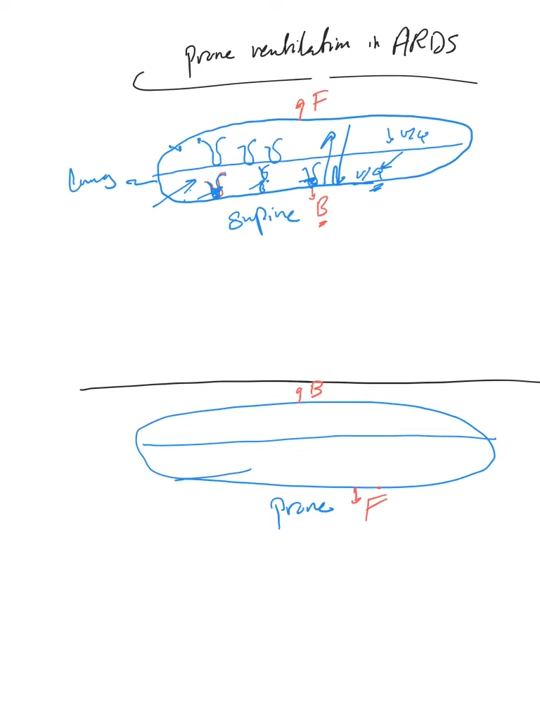 prone ventilation in ARDS
F
↓ V/Q
Lungs
V/Q
supine
B
B
prone
F